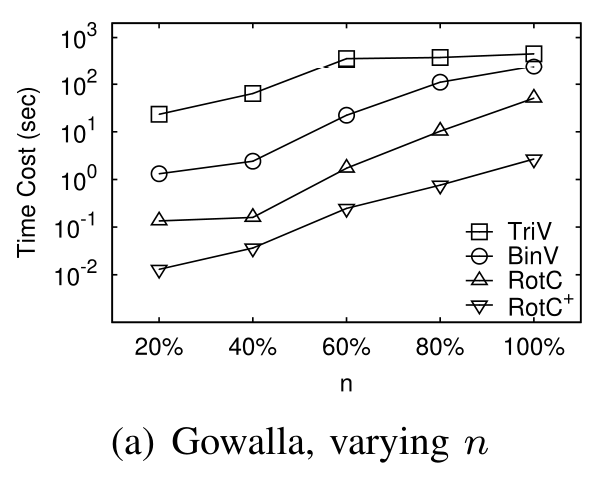 10^3
10^2
10^1
10^0
10^-1
10^-2
Time Cost (sec)
TriV
BinV
RotC
RotC^+
20% 40% 60% 80% 100%
n
(a) Gowalla, varying n